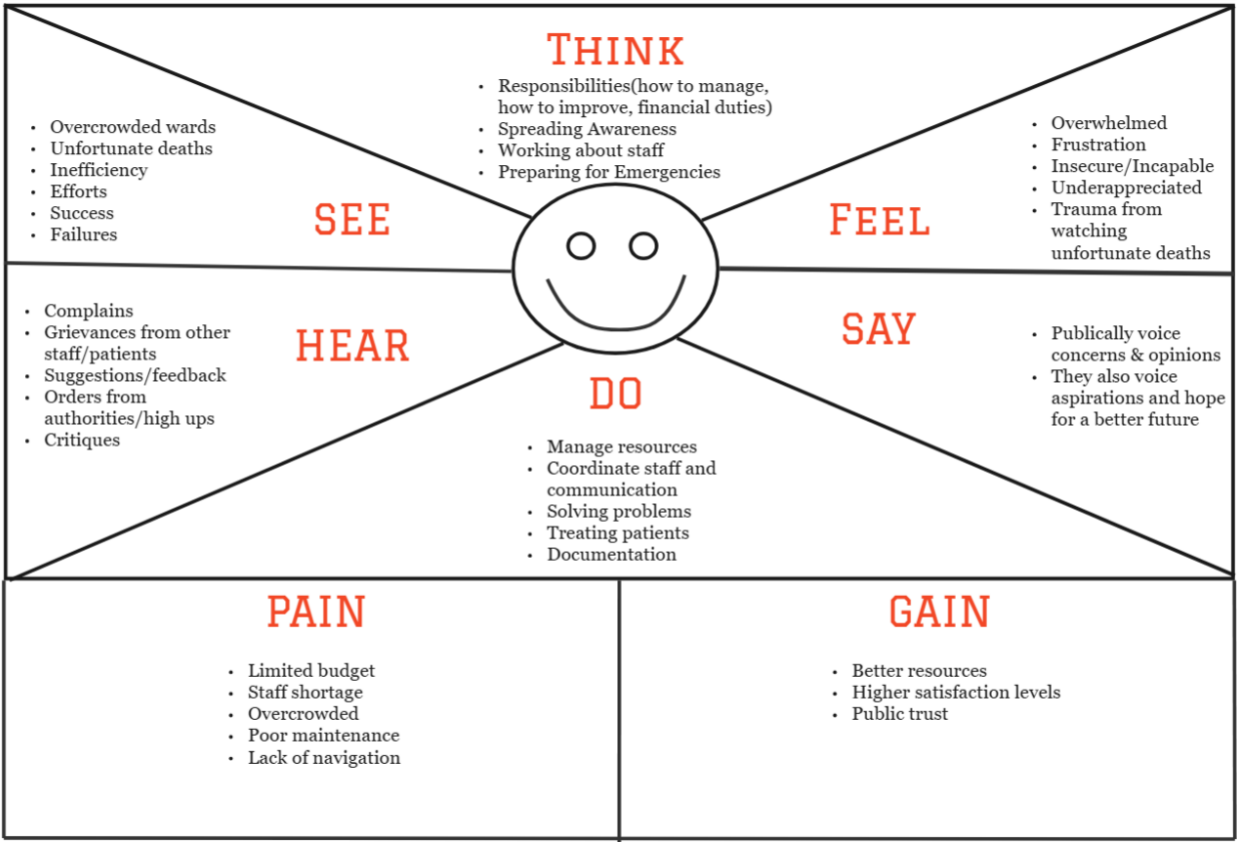 THINK
• Responsibilities(how to manage,
how to improve, financial duties)
• Spreading Awareness
• Working about staff
• Preparing for Emergencies
SEE
• Overcrowded wards
• Unfortunate deaths
• Inefficiency
• Efforts
• Success
• Failures
FEEL
• Overwhelmed
• Frustration
• Insecure/Incapable
• Underappreciated
• Trauma from
watching
unfortunate deaths
HEAR
• Complains
• Grievances from other
staff/patients
• Suggestions/feedback
• Orders from
authorities/high ups
• Critiques
SAY
• Publically voice
concerns & opinions
• They also voice
aspirations and hope
for a better future
DO
• Manage resources
• Coordinate staff and
communication
• Solving problems
• Treating patients
• Documentation
PAIN
• Limited budget
• Staff shortage
• Overcrowded
• Poor maintenance
• Lack of navigation
GAIN
• Better resources
• Higher satisfaction levels
• Public trust